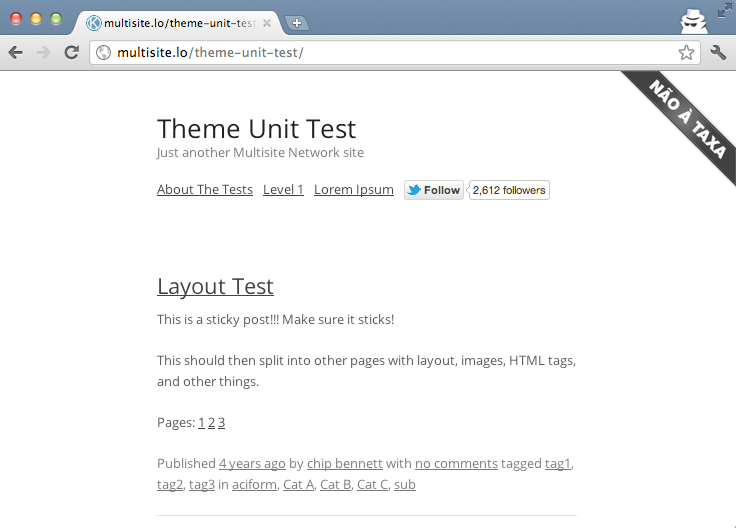 multisite.lo/theme-unit-test
multisite.lo/theme-unit-test/
NÃO À TAXA
Theme Unit Test
Just another Multisite Network site
About The Tests Level 1 Lorem Ipsum Follow 2,612 followers
Layout Test
This is a sticky post!!! Make sure it sticks!
This should then split into other pages with layout, images, HTML tags,
and other things.
Pages: 1 2 3
Published 4 years ago by chip bennett with no comments tagged tag1,
tag2, tag3 in aciform, Cat A, Cat B, Cat C, sub